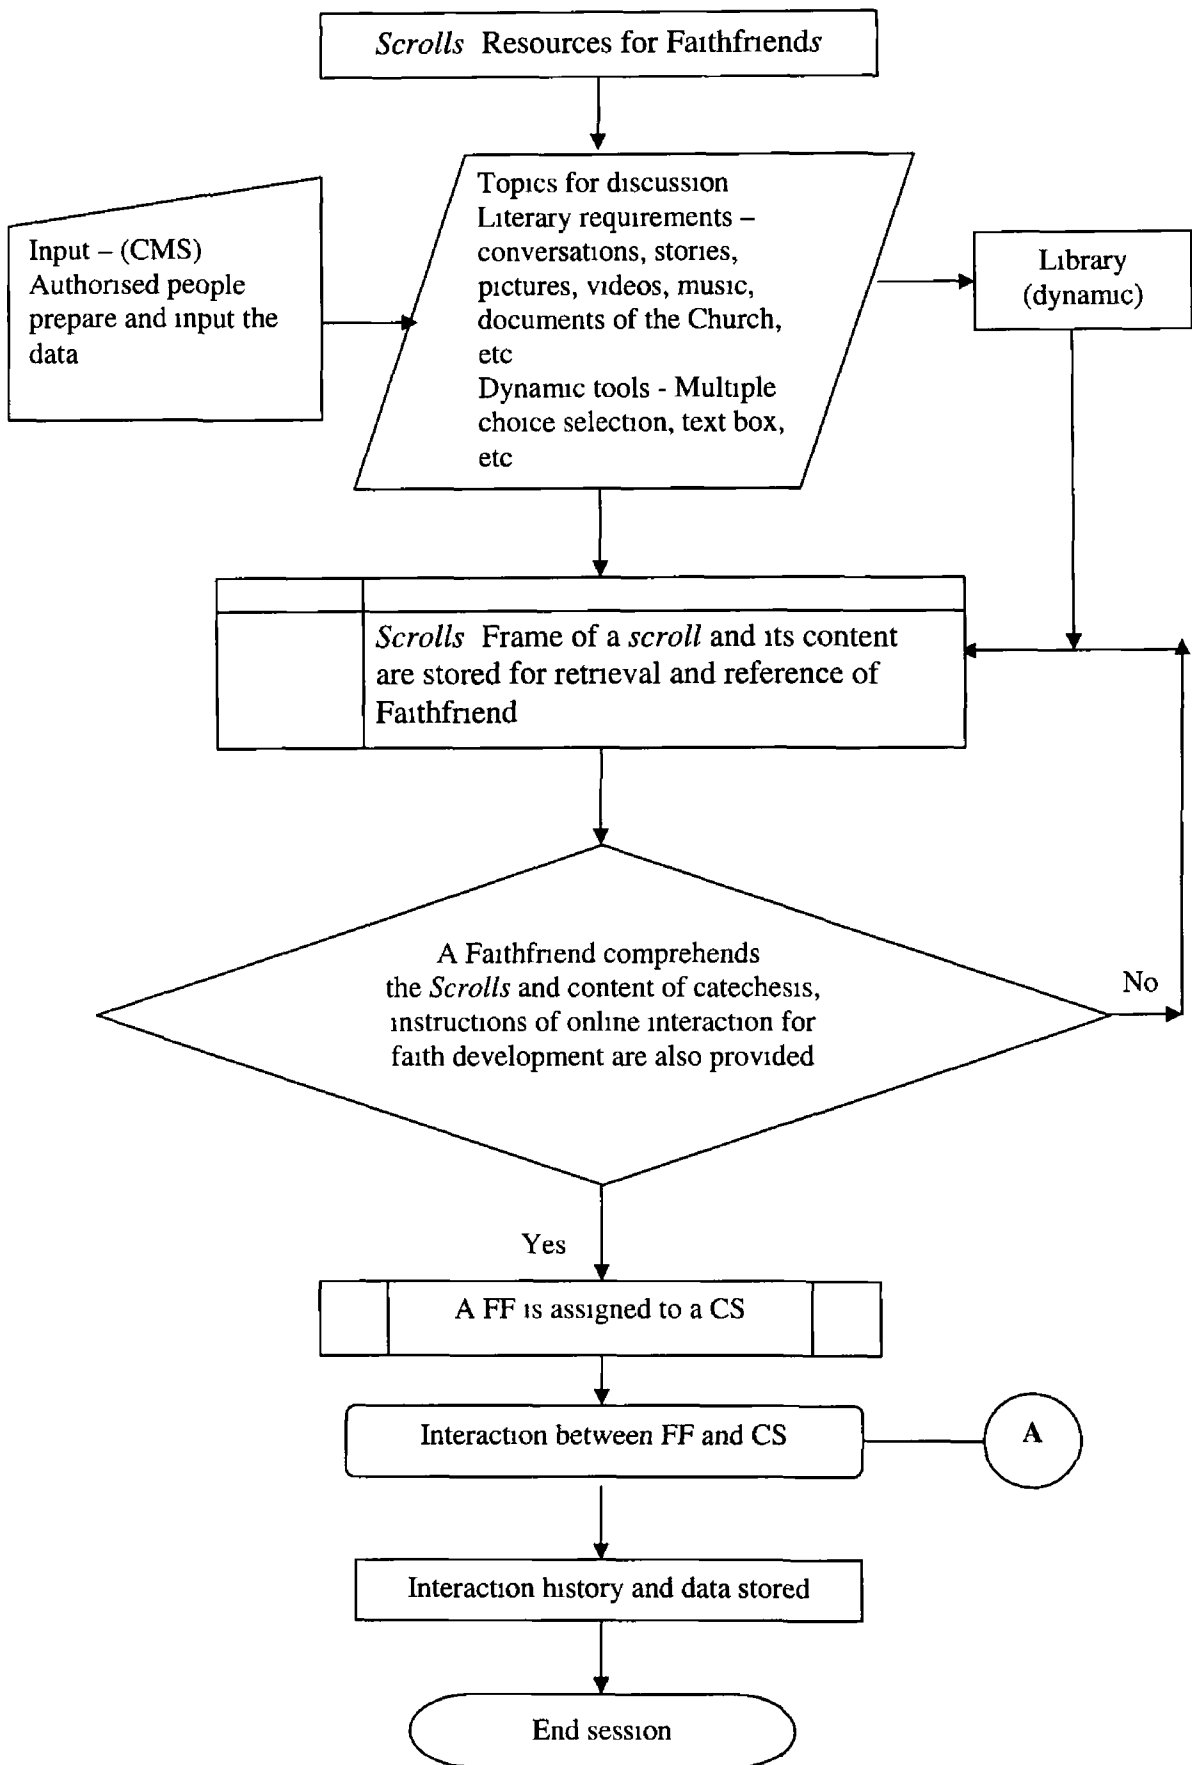 Scrolls Resources for Faithfriends
Input – (CMS)
Authorised people
prepare and input the
data
Topics for discussion
Literary requirements –
conversations, stories,
pictures, videos, music,
documents of the Church,
etc
Dynamic tools - Multiple
choice selection, text box,
etc
Library
(dynamic)
Scrolls Frame of a scroll and its content
are stored for retrieval and reference of
Faithfriend
A Faithfriend comprehends
the Scrolls and content of catechesis,
instructions of online interaction for
faith development are also provided
No
Yes
A FF is assigned to a CS
Interaction between FF and CS
A
Interaction history and data stored
End session